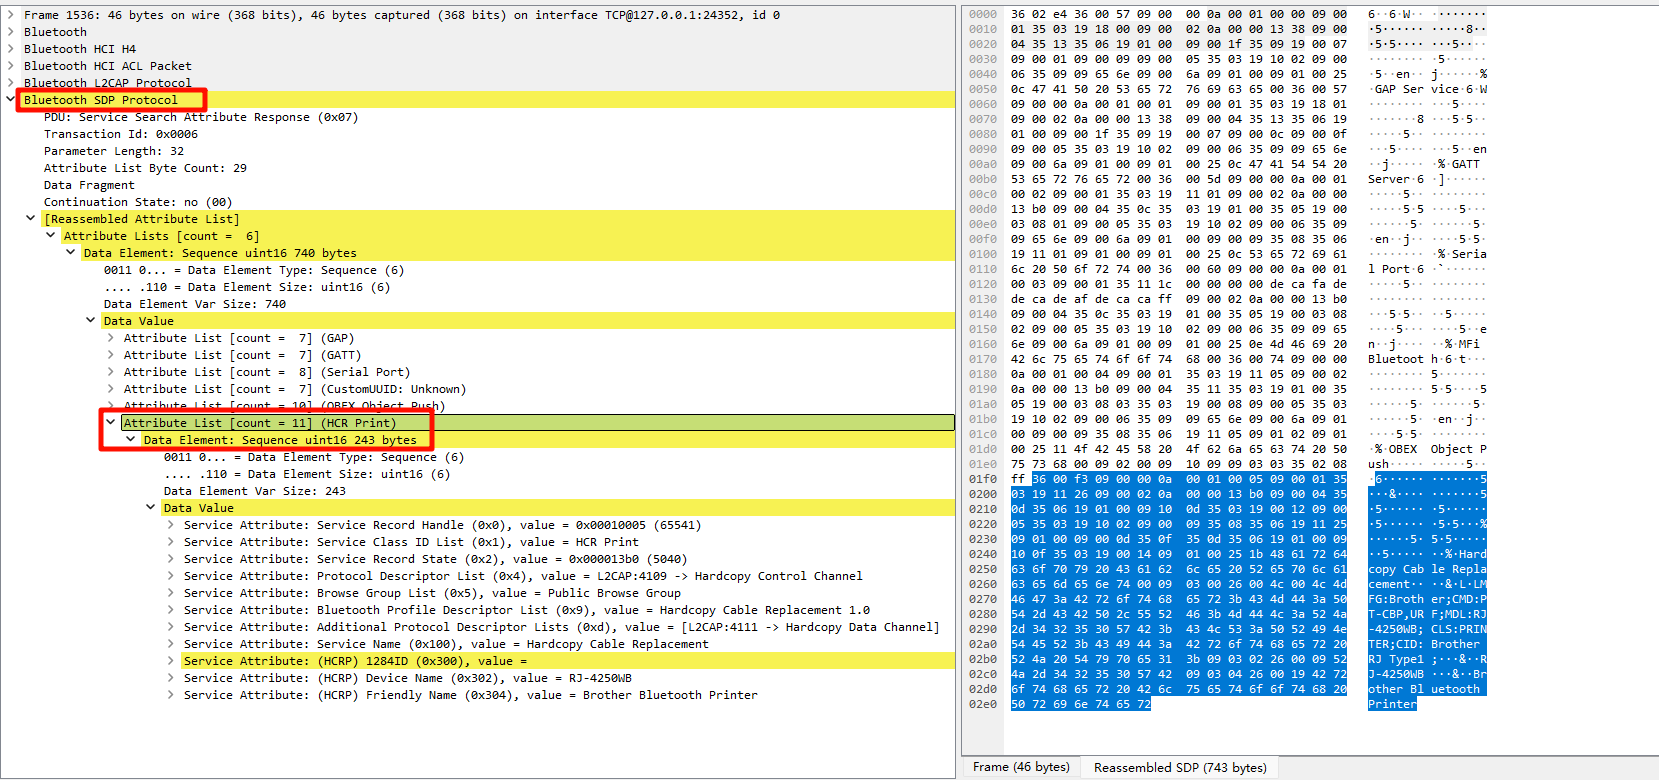 Frame 1536: 46 bytes on wire (368 bits), 46 bytes captured (368 bits) on interface TCP@127.0.0.1:24352, id 0
Bluetooth
Bluetooth HCI H4
Bluetooth HCI ACL Packet
Bluetooth L2CAP Protocol
Bluetooth SDP Protocol
PDU: Service Search Attribute Response (0x07)
Transaction Id: 0x0006
Parameter Length: 32
Attribute List Byte Count: 29
Data Fragment
Continuation State: no (00)
[Reassembled Attribute List]
Attribute Lists [count =  6]
Data Element: Sequence uint16 740 bytes
0011 0... = Data Element Type: Sequence (6)
.... .110 = Data Element Size: uint16 (6)
Data Element Var Size: 740
Data Value
Attribute List [count =  7] (GAP)
Attribute List [count =  7] (GATT)
Attribute List [count =  8] (Serial Port)
Attribute List [count =  7] (CustomUUID: Unknown)
Attribute List [count = 10] (OBEX Object Push)
Attribute List [count = 11] (HCR Print)
Data Element: Sequence uint16 243 bytes
0011 0... = Data Element Type: Sequence (6)
.... .110 = Data Element Size: uint16 (6)
Data Element Var Size: 243
Data Value
Service Attribute: Service Record Handle (0x0), value = 0x00010005 (65541)
Service Attribute: Service Class ID List (0x1), value = HCR Print
Service Attribute: Service Record State (0x2), value = 0x000013b0 (5040)
Service Attribute: Protocol Descriptor List (0x4), value = L2CAP:4109 -> Hardcopy Control Channel
Service Attribute: Browse Group List (0x5), value = Public Browse Group
Service Attribute: Bluetooth Profile Descriptor List (0x9), value = Hardcopy Cable Replacement 1.0
Service Attribute: Additional Protocol Descriptor Lists (0xd), value = [L2CAP:4111 -> Hardcopy Data Channel]
Service Attribute: Service Name (0x100), value = Hardcopy Cable Replacement
Service Attribute: (HCRP) 1284ID (0x300), value =
Service Attribute: (HCRP) Device Name (0x302), value = RJ-4250WB
Service Attribute: (HCRP) Friendly Name (0x304), value = Brother Bluetooth Printer
0000 36 02 e4 36 00 57 09 00 00 0a 00 01 00 00 09 00 6··6·W·· ········
0010 01 35 03 19 18 00 09 00 02 0a 00 00 13 38 09 00 ·5······ ·····8··
0020 04 35 13 35 06 19 01 00 09 00 1f 35 09 19 00 07 ·5·5···· ···5····
0030 09 00 01 09 00 09 09 00 05 35 03 19 10 02 09 00 ········ ·5······
0040 06 35 09 09 65 6e 09 00 6a 09 01 00 09 01 00 25 ·5··en·· j······%
0050 0c 47 41 50 20 53 65 72 76 69 63 65 00 36 00 57 ·GAP Ser vice·6·W
0060 09 00 00 0a 00 01 00 01 09 00 01 35 03 19 18 01 ········ ···5····
0070 09 00 02 0a 00 00 13 38 09 00 04 35 13 35 06 19 ·······8 ···5·5··
0080 01 00 09 00 1f 35 09 19 00 07 09 00 0c 09 00 0f ·····5·· ········
0090 09 00 05 35 03 19 10 02 09 00 06 35 09 09 65 6e ···5···· ···5··en
00a0 09 00 6a 09 01 00 09 01 00 25 0c 47 41 54 54 20 ··j····· ·%·GATT
00b0 53 65 72 76 65 72 00 36 00 5d 09 00 00 0a 00 01 Server·6 ·]······
00c0 00 02 09 00 01 35 03 19 11 01 09 00 02 0a 00 00 ·····5·· ········
00d0 13 b0 09 00 04 35 0c 35 03 19 01 00 35 05 19 00 ·····5·5 ····5···
00e0 03 08 01 09 00 05 35 03 19 10 02 09 00 06 35 09 ······5· ······5·
00f0 09 65 6e 09 00 6a 09 01 00 09 00 09 35 08 35 06 ·en··j·· ····5·5·
0100 19 11 01 09 01 00 09 01 00 25 0c 53 65 72 69 61 ········ ·%·Seria
0110 6c 20 50 6f 72 74 00 36 00 60 09 00 00 0a 00 01 l Port·6 ·`······
0120 00 03 09 00 01 35 11 1c 00 00 00 00 de ca fa de ·····5·· ········
0130 de ca de af de ca ca ff 09 00 02 0a 00 00 13 b0 ········ ········
0140 09 00 04 35 0c 35 03 19 01 00 35 05 19 00 03 08 ···5·5·· ··5·····
0150 02 09 00 05 35 03 19 10 02 09 00 06 35 09 09 65 ····5··· ····5··e
0160 6e 09 00 6a 09 01 00 09 01 00 25 0e 4d 46 69 20 n··j···· ··%·MFi
0170 42 6c 75 65 74 6f 6f 74 68 00 36 00 74 09 00 00 Bluetoot h·6·t···
0180 0a 00 01 00 04 09 00 01 35 03 19 11 05 09 00 02 ········ 5·······
0190 0a 00 00 13 b0 09 00 04 35 11 35 03 19 01 00 35 ········ 5·5····5
01a0 05 19 00 03 08 03 35 03 19 00 08 09 00 05 35 03 ······5· ······5·
01b0 19 10 02 09 00 06 35 09 09 65 6e 09 00 6a 09 01 ······5· ·en··j··
01c0 00 09 00 09 35 08 35 06 19 11 05 09 01 02 09 01 ····5·5· ········
01d0 00 25 11 4f 42 45 58 20 4f 62 6a 65 63 74 20 50 ·%·OBEX Object P
01e0 75 73 68 00 09 02 00 09 10 09 09 03 03 35 02 08 ush····· ·····5··
01f0 ff 36 00 f3 09 00 00 0a 00 01 00 05 09 00 01 35 ·6······ ·······5
0200 03 19 11 26 09 00 02 0a 00 00 13 b0 09 00 04 35 ···&···· ·······5
0210 0d 35 06 19 01 00 09 10 0d 35 03 19 00 12 09 00 ·5······ ·5······
0220 05 35 03 19 10 02 09 00 09 35 08 35 06 19 11 25 ·5······ ·5·5···%
0230 09 01 00 09 00 0d 35 0f 35 0d 35 06 19 01 00 09 ······5· 5·5·····
0240 10 0f 35 03 19 00 14 09 01 00 25 1b 48 61 72 64 ··5····· ··%·Hard
0250 63 6f 70 79 20 43 61 62 6c 65 20 52 65 70 6c 61 copy Cab le Repla
0260 63 65 6d 65 6e 74 00 09 03 00 26 00 4c 00 4c 4d cement·· ··&·L·LM
0270 46 47 3a 42 72 6f 74 68 65 72 3b 43 4d 44 3a 50 FG:Broth er;CMD:P
0280 54 2d 43 42 50 2c 55 52 46 3b 4d 44 4c 3a 52 4a T-CBP,UR F;MDL:RJ
0290 2d 34 32 35 30 57 42 3b 43 4c 53 3a 50 52 49 4e -4250WB; CLS:PRIN
02a0 54 45 52 3b 43 49 44 3a 42 72 6f 74 68 65 72 20 TER;CID: Brother
02b0 52 4a 20 54 79 70 65 31 3b 09 03 02 26 00 09 52 RJ Type1 ;···&··R
02c0 4a 2d 34 32 35 30 57 42 09 03 04 26 00 19 42 72 J-4250WB ···&··Br
02d0 6f 74 68 65 72 20 42 6c 75 65 74 6f 6f 74 68 20 other Bl uetooth
02e0 50 72 69 6e 74 65 72 Printer
Frame (46 bytes) Reassembled SDP (743 bytes)